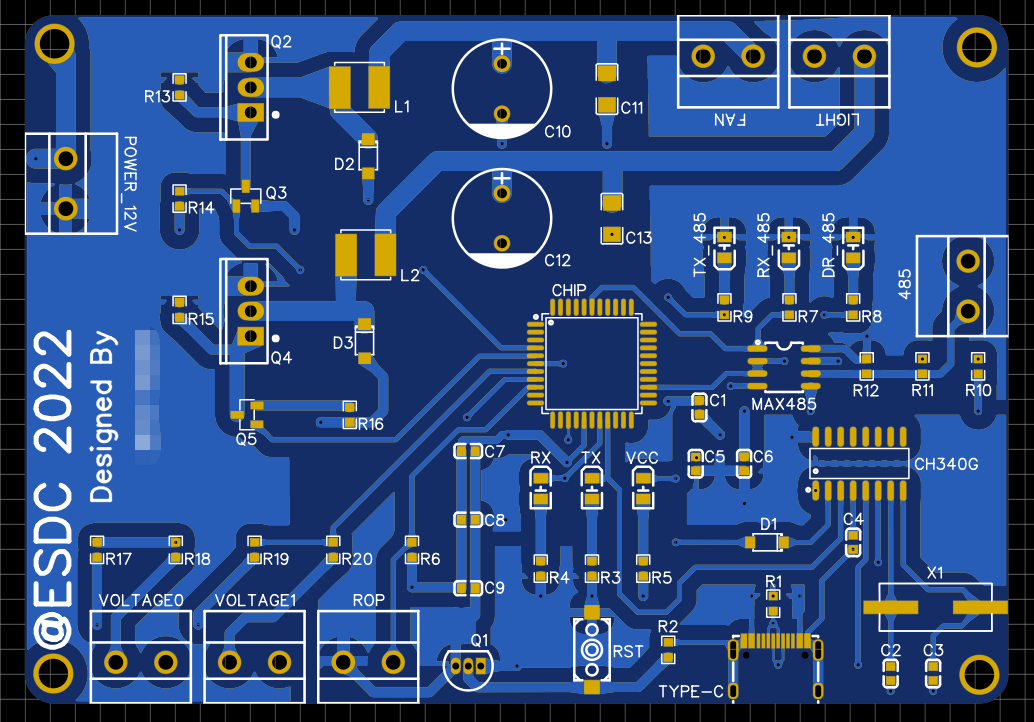 Q2
R13
L1
C10
C11
FAN
LIGHT
POWER_12V
D2
R14
Q3
C12
C13
TX_485
RX_485
DR_485
485
L2
CHIP
R15
Q4
D3
R9
R7
R8
R12
R11
R10
MAX485
C1
Q5
R16
C7
RX
TX
VCC
C5
C6
CH340G
@ESDC 2022
Designed By
C8
D1
C4
R17
R18
R19
R20
R6
R4
R3
R5
C9
R1
X1
VOLTAGE0
VOLTAGE1
ROP
Q1
RST
R2
TYPE-C
C2
C3